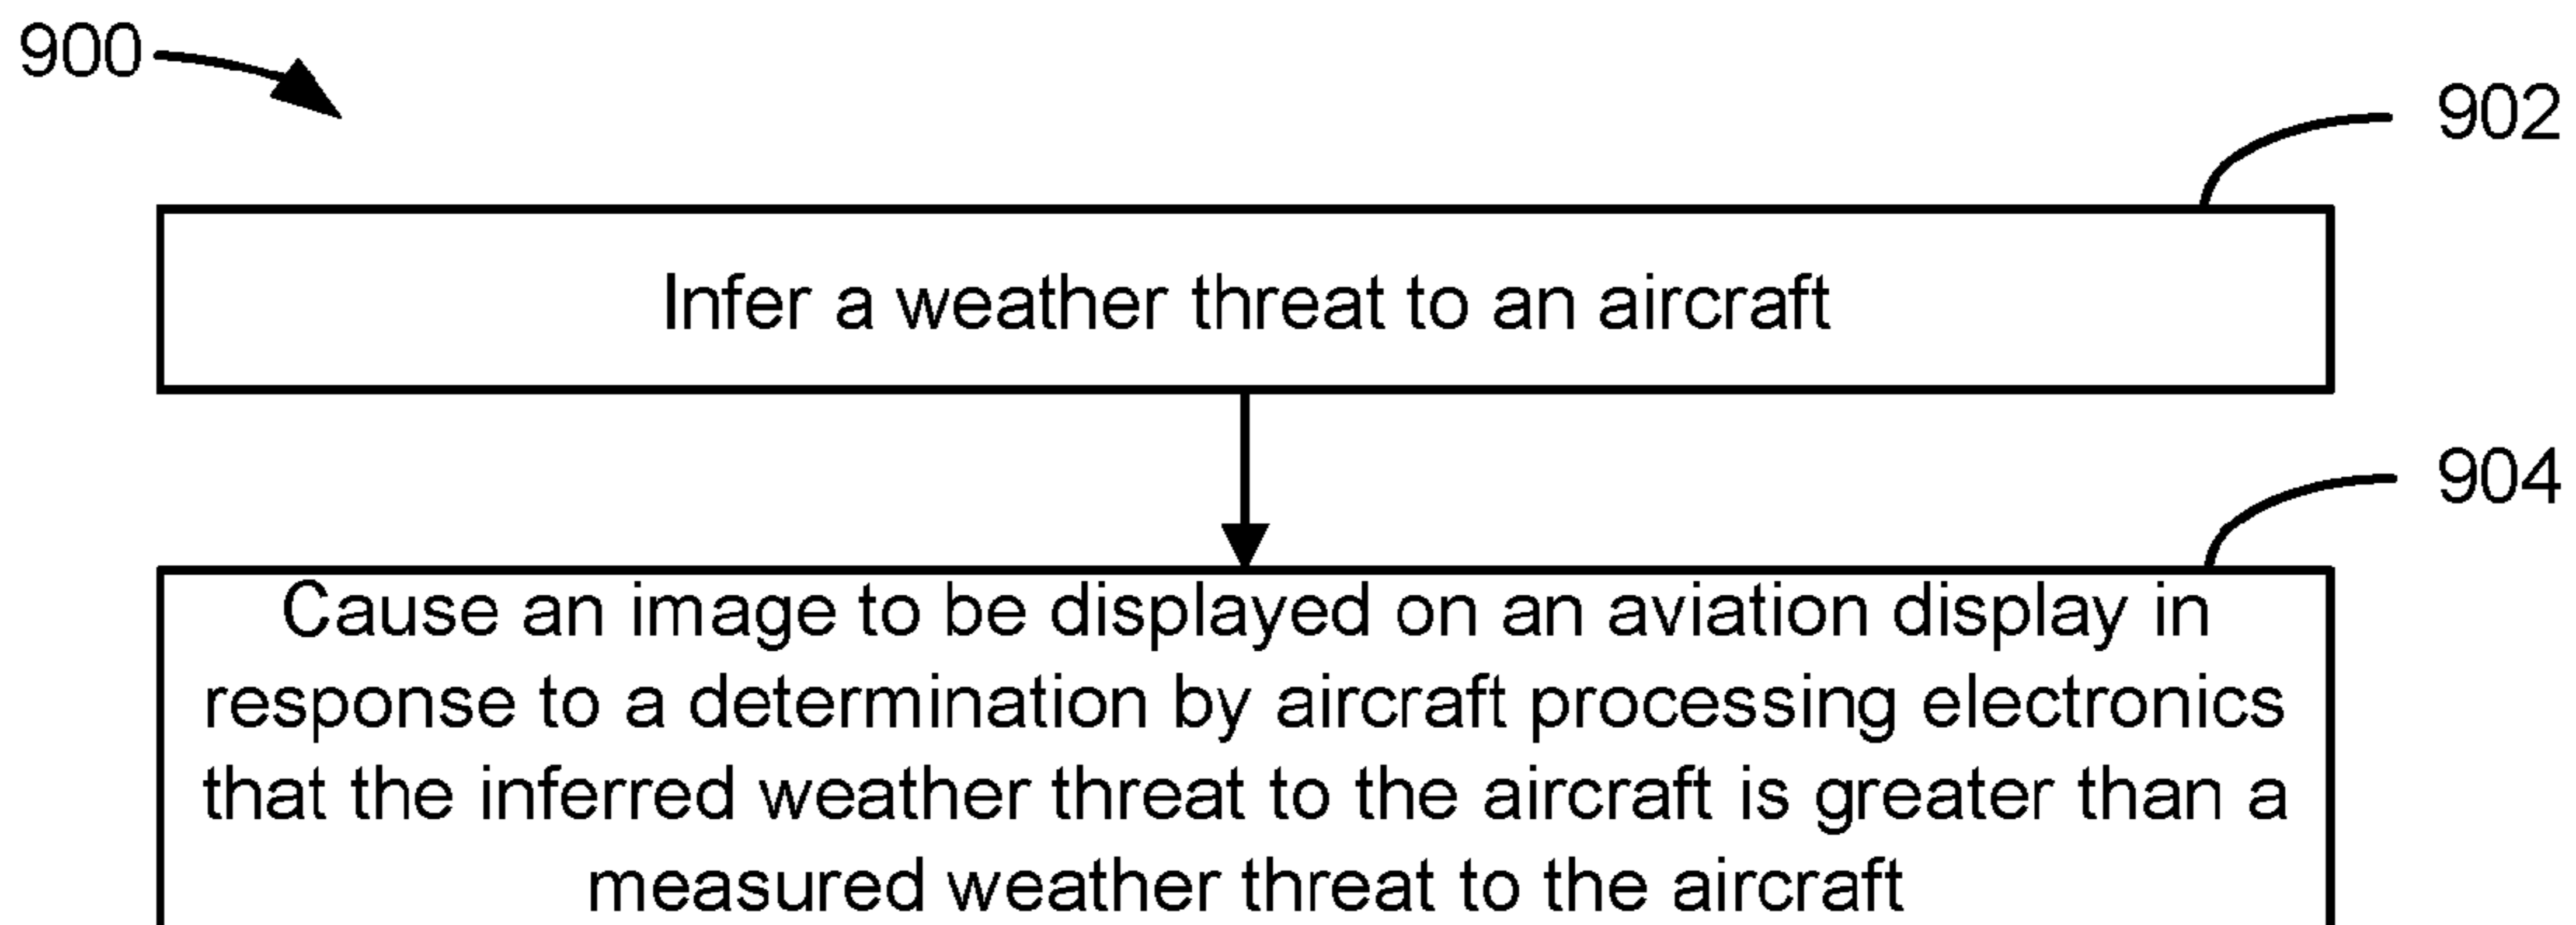 900
902
Infer a weather threat to an aircraft
904
Cause an image to be displayed on an aviation display in
response to a determination by aircraft processing electronics
that the inferred weather threat to the aircraft is greater than a
measured weather threat to the aircraft